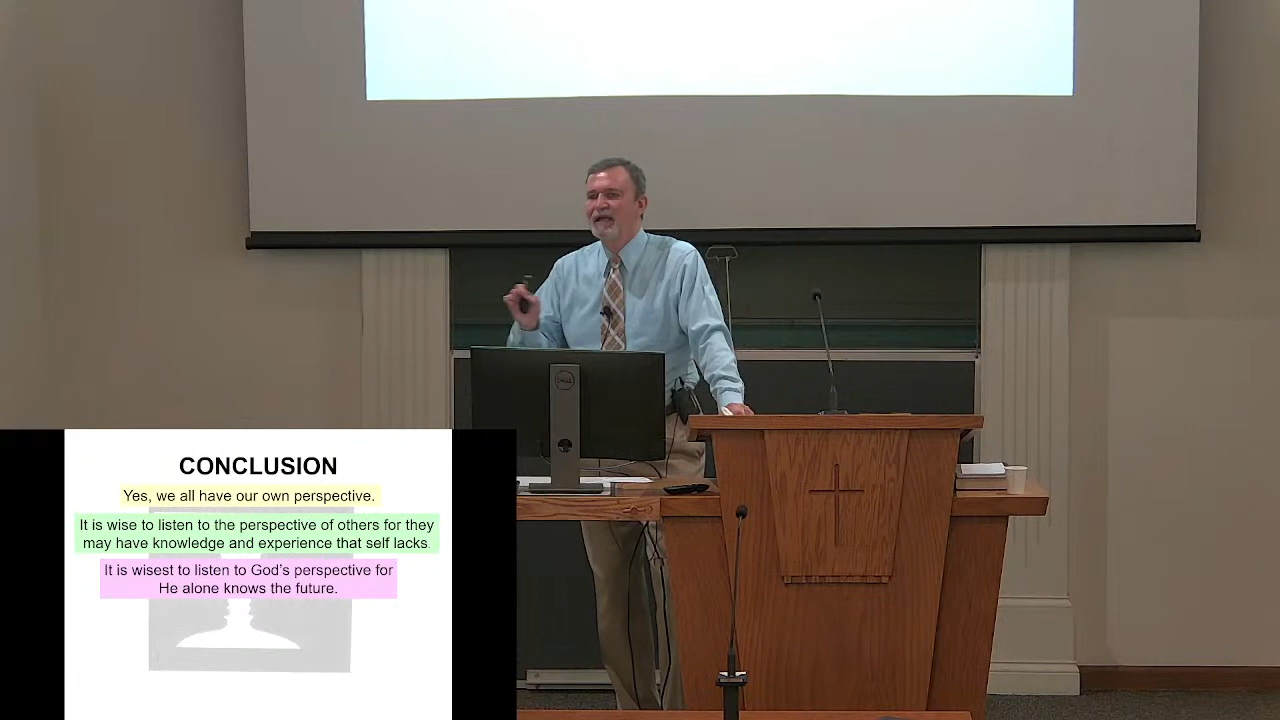 DELL
CONCLUSION
Yes, we all have our own perspective.
It is wise to listen to the perspective of others for they
may have knowledge and experience that self lacks.
It is wisest to listen to God's perspective for
He alone knows the future.